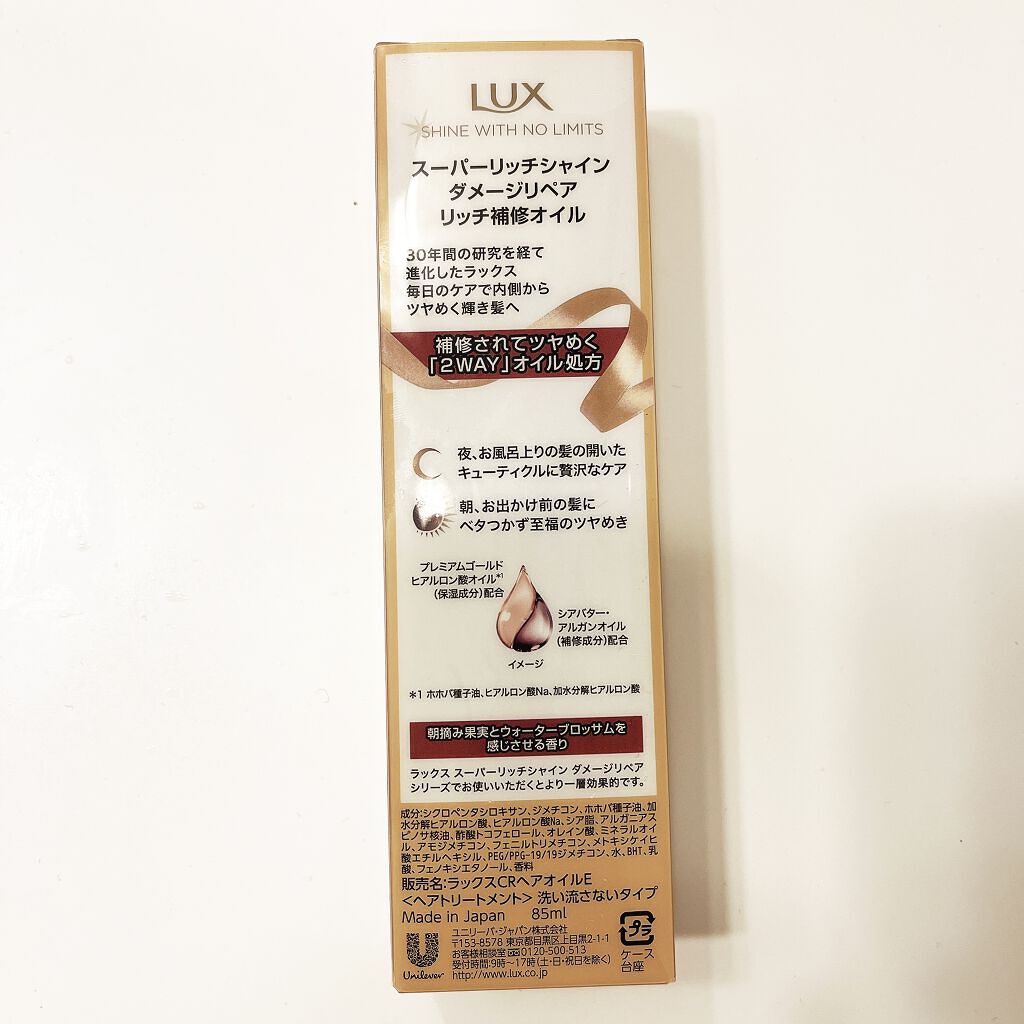 LUX
SHINE WITH NO LIMITS
スーパーリッチシャイン
ダメージリペア
リッチ補修オイル
30年間の研究を経て
進化したラックス
毎日のケアで内側から
ツヤめく輝き髪へ
補修されてツヤめく
「2WAY」オイル処方
夜、お風呂上りの髪の開いた
キューティクルに贅沢なケア
朝、お出かけ前の髪に
ベタつかず至福のツヤめき
プレミアムゴールド
ヒアルロン酸オイル*1
(保湿成分)配合
シアバター・
アルガンオイル
(補修成分)配合
イメージ
*1 ホホバ種子油、ヒアルロン酸Na、加水分解ヒアルロン酸
朝摘み果実とウォーターブロッサムを
感じさせる香り
ラックス スーパーリッチシャイン ダメージリペア
シリーズでお使いいただくとより一層効果的です。
成分:シクロペンタシロキサン、ジメチコン、ホホバ種子油、加
水分解ヒアルロン酸、ヒアルロン酸Na、シア脂、アルガニアス
ピノサ核油、酢酸トコフェロール、オレイン酸、ミネラルオイ
ル、アモジメチコン、フェニルトリメチコン、メトキシケイヒ
酸エチルヘキシル、PEG/PPG-19/19ジメチコン、水、BHT、乳
酸、フェノキシエタノール、香料
販売名:ラックスCRヘアオイルE
<ヘアトリートメント> 洗い流さないタイプ
Made in Japan 85ml
ユニリーバ・ジャパン株式会社
〒153-8578 東京都目黒区上目黒2-1-1
お客様相談室 0120-500-513
受付時間:9時~17時(土・日・祝日を除く)
http://www.lux.co.jp
Unilever
プラ
ケース
台座